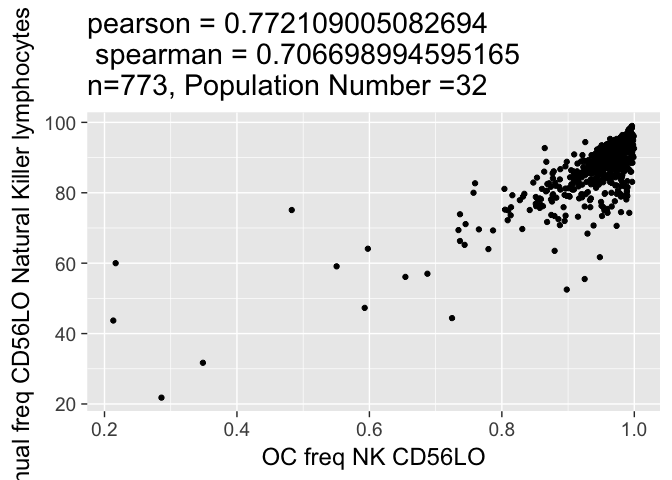 pearson = 0.772109005082694
spearman = 0.706698994595165
n=773, Population Number =32
nual freq CD56LO Natural Killer lymphocytes
100
80
60
40
20
0.2 0.4 0.6 0.8 1.0
OC freq NK CD56LO